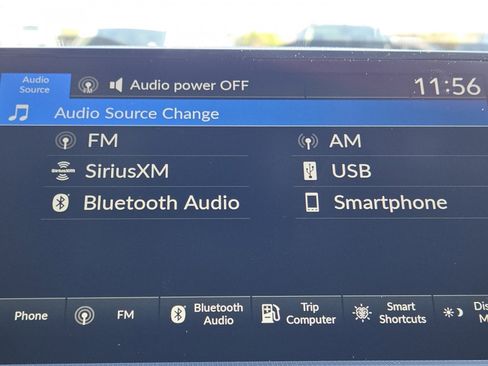 Audio
Source
Audio power OFF
11:56
Audio Source Change
FM
AM
SiriusXM
USB
Bluetooth Audio
Smartphone
Phone
FM
Bluetooth
Audio
Trip
Computer
Smart
Shortcuts
Dis
M